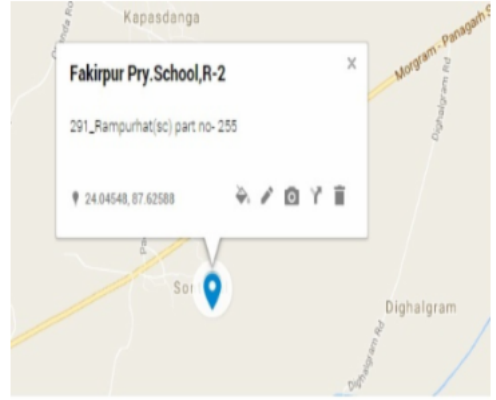 Kapasdanga
Morgram - Panagarh S
Dighalgram Rd
Fakirpur Pry.School,R-2
×
291_Rampurhat(sc) part no- 255
24.04548, 87.62588
Dighalgram
Dighalgram Rd